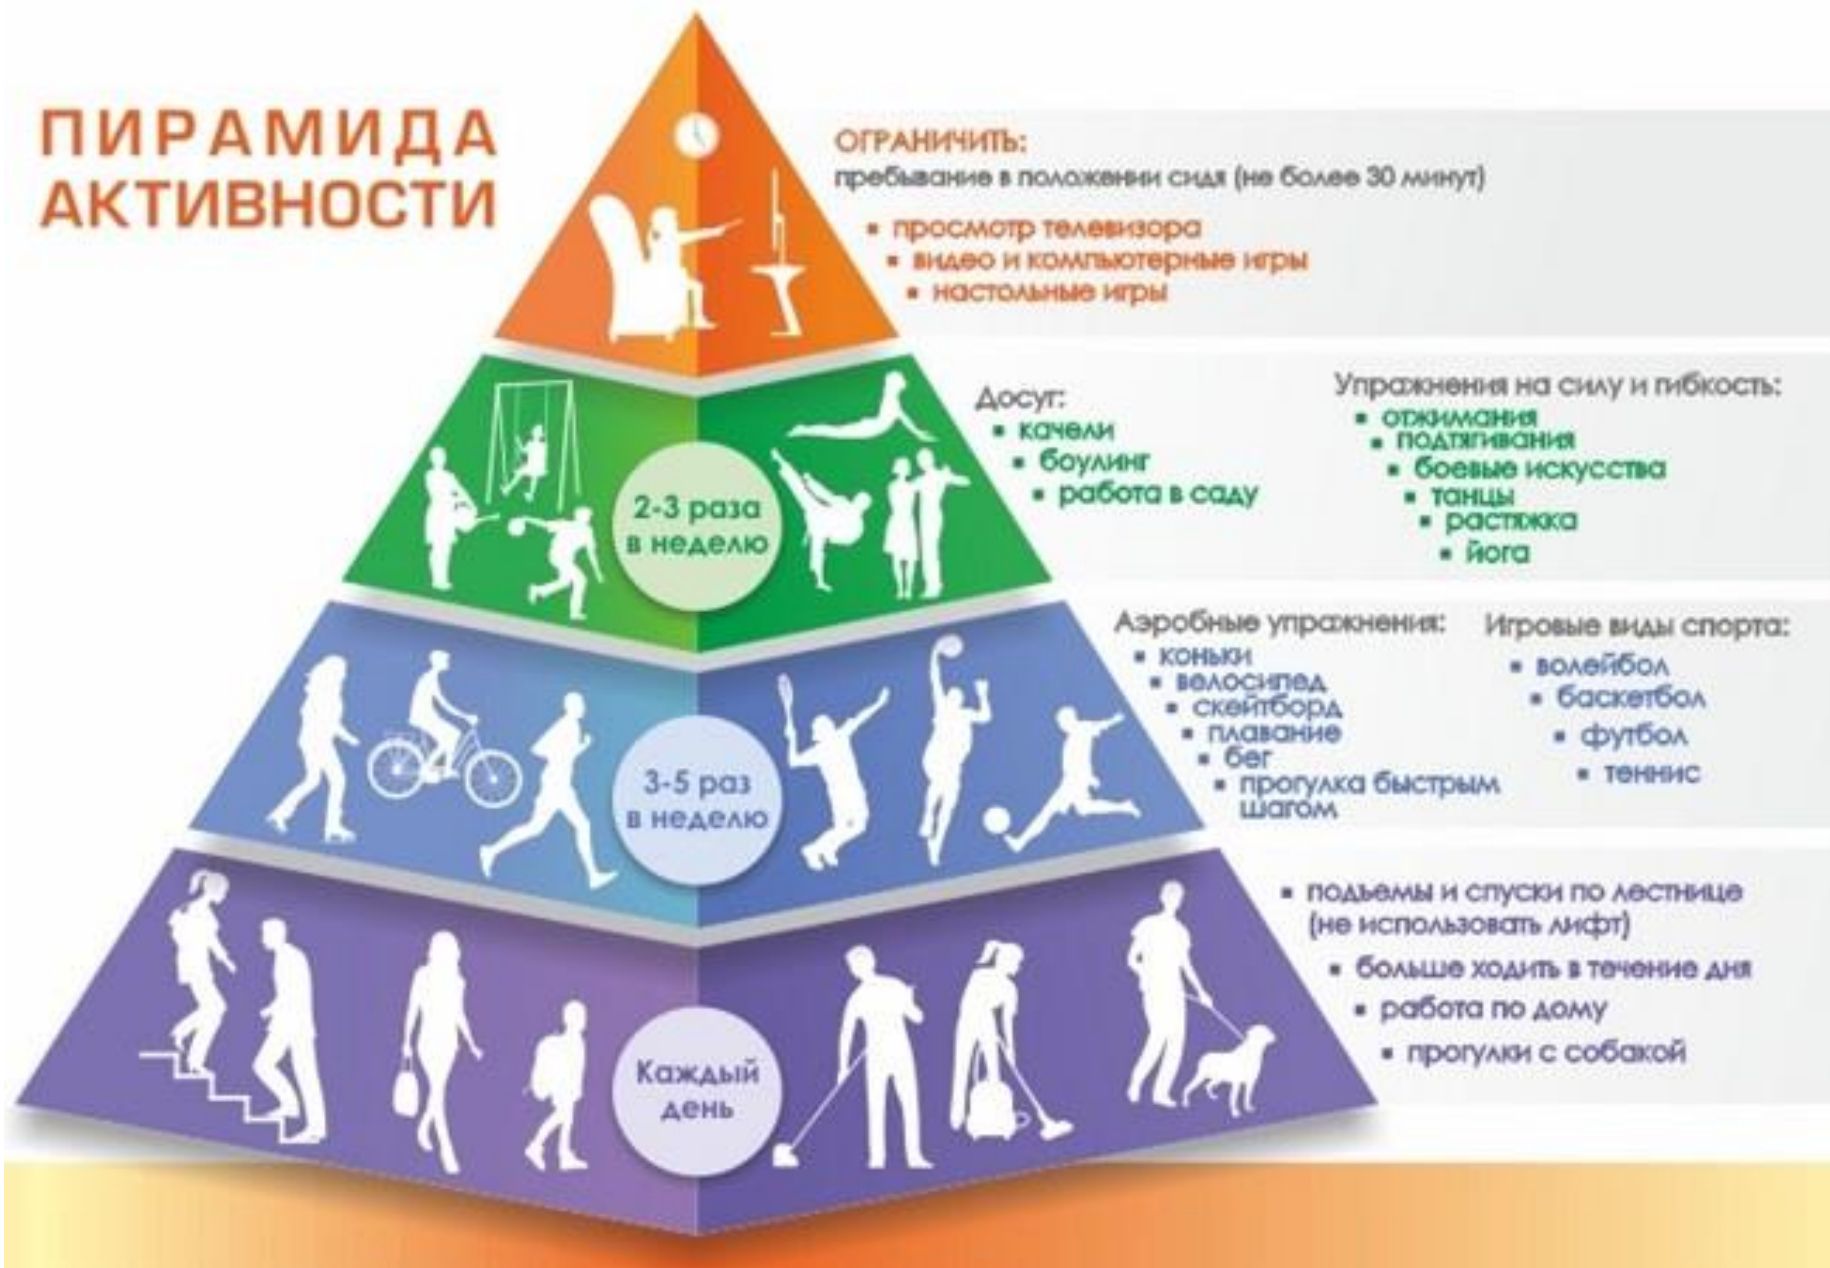 ПИРАМИДА
АКТИВНОСТИ
ОГРАНИЧИТЬ:
пребывание в положении сидя (не более 30 минут)
▪ просмотр телевизора
▪ видео и компьютерные игры
▪ настольные игры
2-3 раза
в неделю
Досуг:
▪ качели
▪ боулинг
▪ работа в саду
Упражнения на силу и гибкость:
▪ отжимания
▪ подтягивания
▪ боевые искусства
▪ танцы
▪ растяжка
▪ йога
3-5 раз
в неделю
Аэробные упражнения:
▪ коньки
▪ велосипед
▪ скейтборд
▪ плавание
▪ бег
▪ прогулка быстрым
шагом
Игровые виды спорта:
▪ волейбол
▪ баскетбол
▪ футбол
▪ теннис
Каждый
день
▪ подъемы и спуски по лестнице
(не использовать лифт)
▪ больше ходить в течение дня
▪ работа по дому
▪ прогулки с собакой